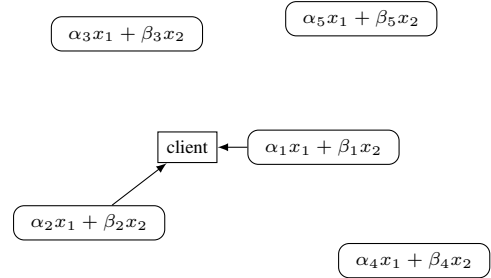 α₅x₁ + β₅x₂
α₃x₁ + β₃x₂
client
α₁x₁ + β₁x₂
α₂x₁ + β₂x₂
α₄x₁ + β₄x₂